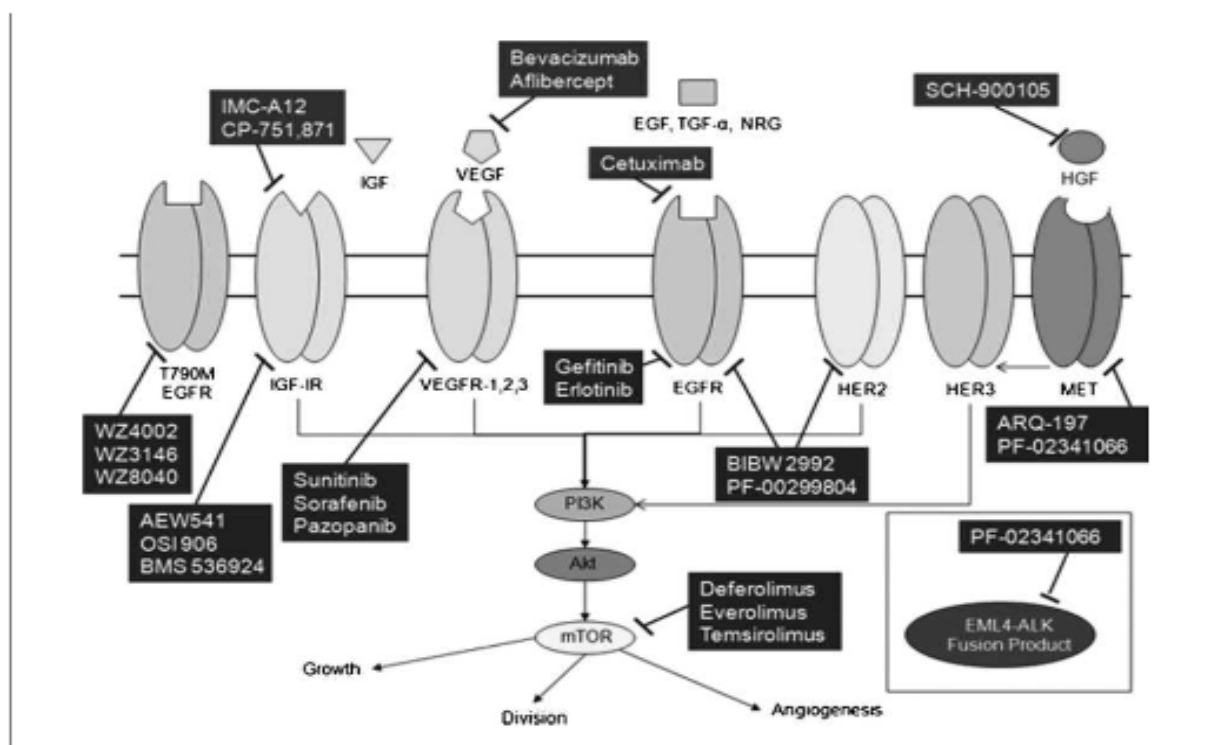 Bevacizumab
Aflibercept
SCH-900105
IMC-A12
CP-751,871
EGF, TGF-α, NRG
Cetuximab
IGF
VEGF
HGF
T790M
EGFR
IGF-IR
VEGFR-1,2,3
Gefitinib
Erlotinib
EGFR
HER2
HER3
MET
WZ4002
WZ3146
WZ8040
ARQ-197
PF-02341066
Sunitinib
Sorafenib
Pazopanib
BIBW 2992
PF-00299804
AEW541
OSI 906
BMS 536924
PI3K
Akt
PF-02341066
Deferolimus
Everolimus
Temsirolimus
mTOR
EML4-ALK
Fusion Product
Growth
Division
Angiogenesis